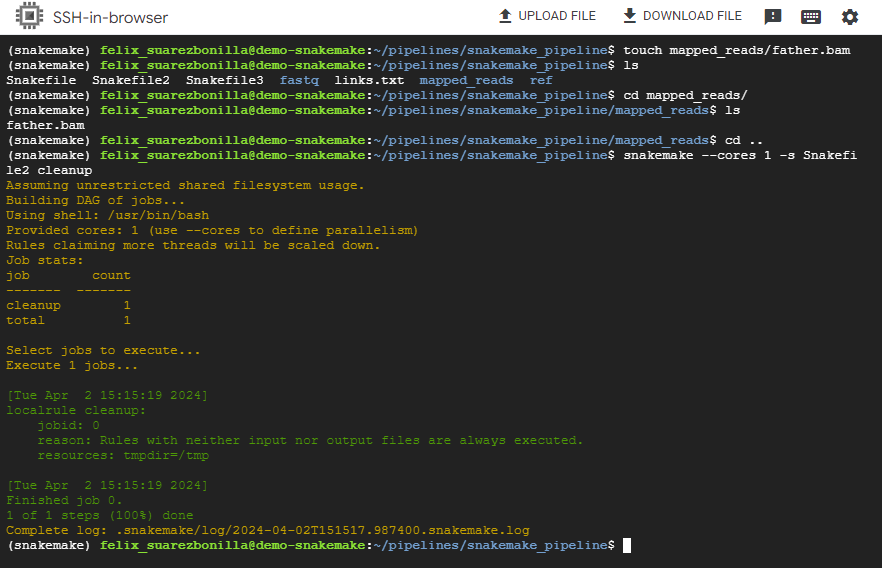 SSH-in-browser
UPLOAD FILE
DOWNLOAD FILE
(snakemake) felix_suarezbonilla@demo-snakemake:~/pipelines/snakemake_pipeline$ touch mapped_reads/father.bam
(snakemake) felix_suarezbonilla@demo-snakemake:~/pipelines/snakemake_pipeline$ ls
Snakefile  Snakefile2  Snakefile3  fastq  links.txt  mapped_reads  ref
(snakemake) felix_suarezbonilla@demo-snakemake:~/pipelines/snakemake_pipeline$ cd mapped_reads/
(snakemake) felix_suarezbonilla@demo-snakemake:~/pipelines/snakemake_pipeline/mapped_reads$ ls
father.bam
(snakemake) felix_suarezbonilla@demo-snakemake:~/pipelines/snakemake_pipeline/mapped_reads$ cd ..
(snakemake) felix_suarezbonilla@demo-snakemake:~/pipelines/snakemake_pipeline$ snakemake --cores 1 -s Snakefi
le2 cleanup
Assuming unrestricted shared filesystem usage.
Building DAG of jobs...
Using shell: /usr/bin/bash
Provided cores: 1 (use --cores to define parallelism)
Rules claiming more threads will be scaled down.
Job stats:
job        count
-------  -------
cleanup        1
total          1
Select jobs to execute...
Execute 1 jobs...
[Tue Apr  2 15:15:19 2024]
localrule cleanup:
    jobid: 0
    reason: Rules with neither input nor output files are always executed.
    resources: tmpdir=/tmp
[Tue Apr  2 15:15:19 2024]
Finished job 0.
1 of 1 steps (100%) done
Complete log: .snakemake/log/2024-04-02T151517.987400.snakemake.log
(snakemake) felix_suarezbonilla@demo-snakemake:~/pipelines/snakemake_pipeline$